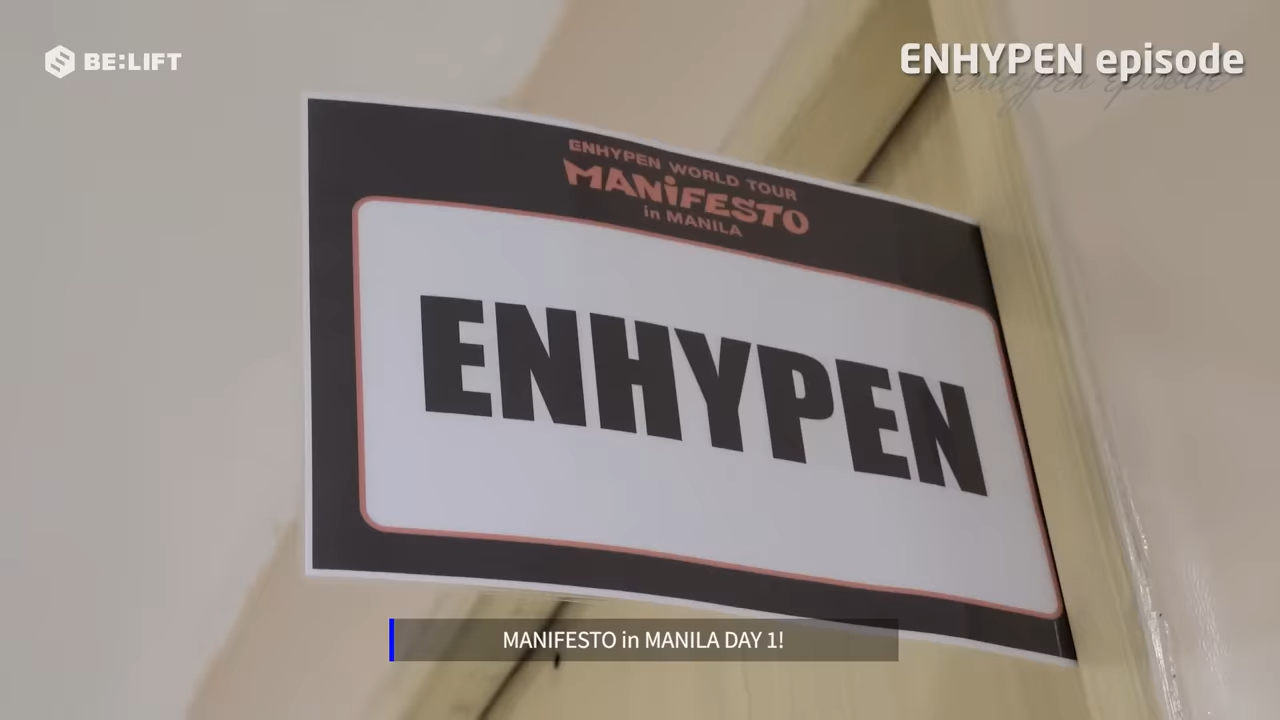 BE:LIFT
ENHYPEN episode
enhypen episode
ENHYPEN WORLD TOUR
MANiFESTO
in MANILA
ENHYPEN
MANIFESTO in MANILA DAY 1!